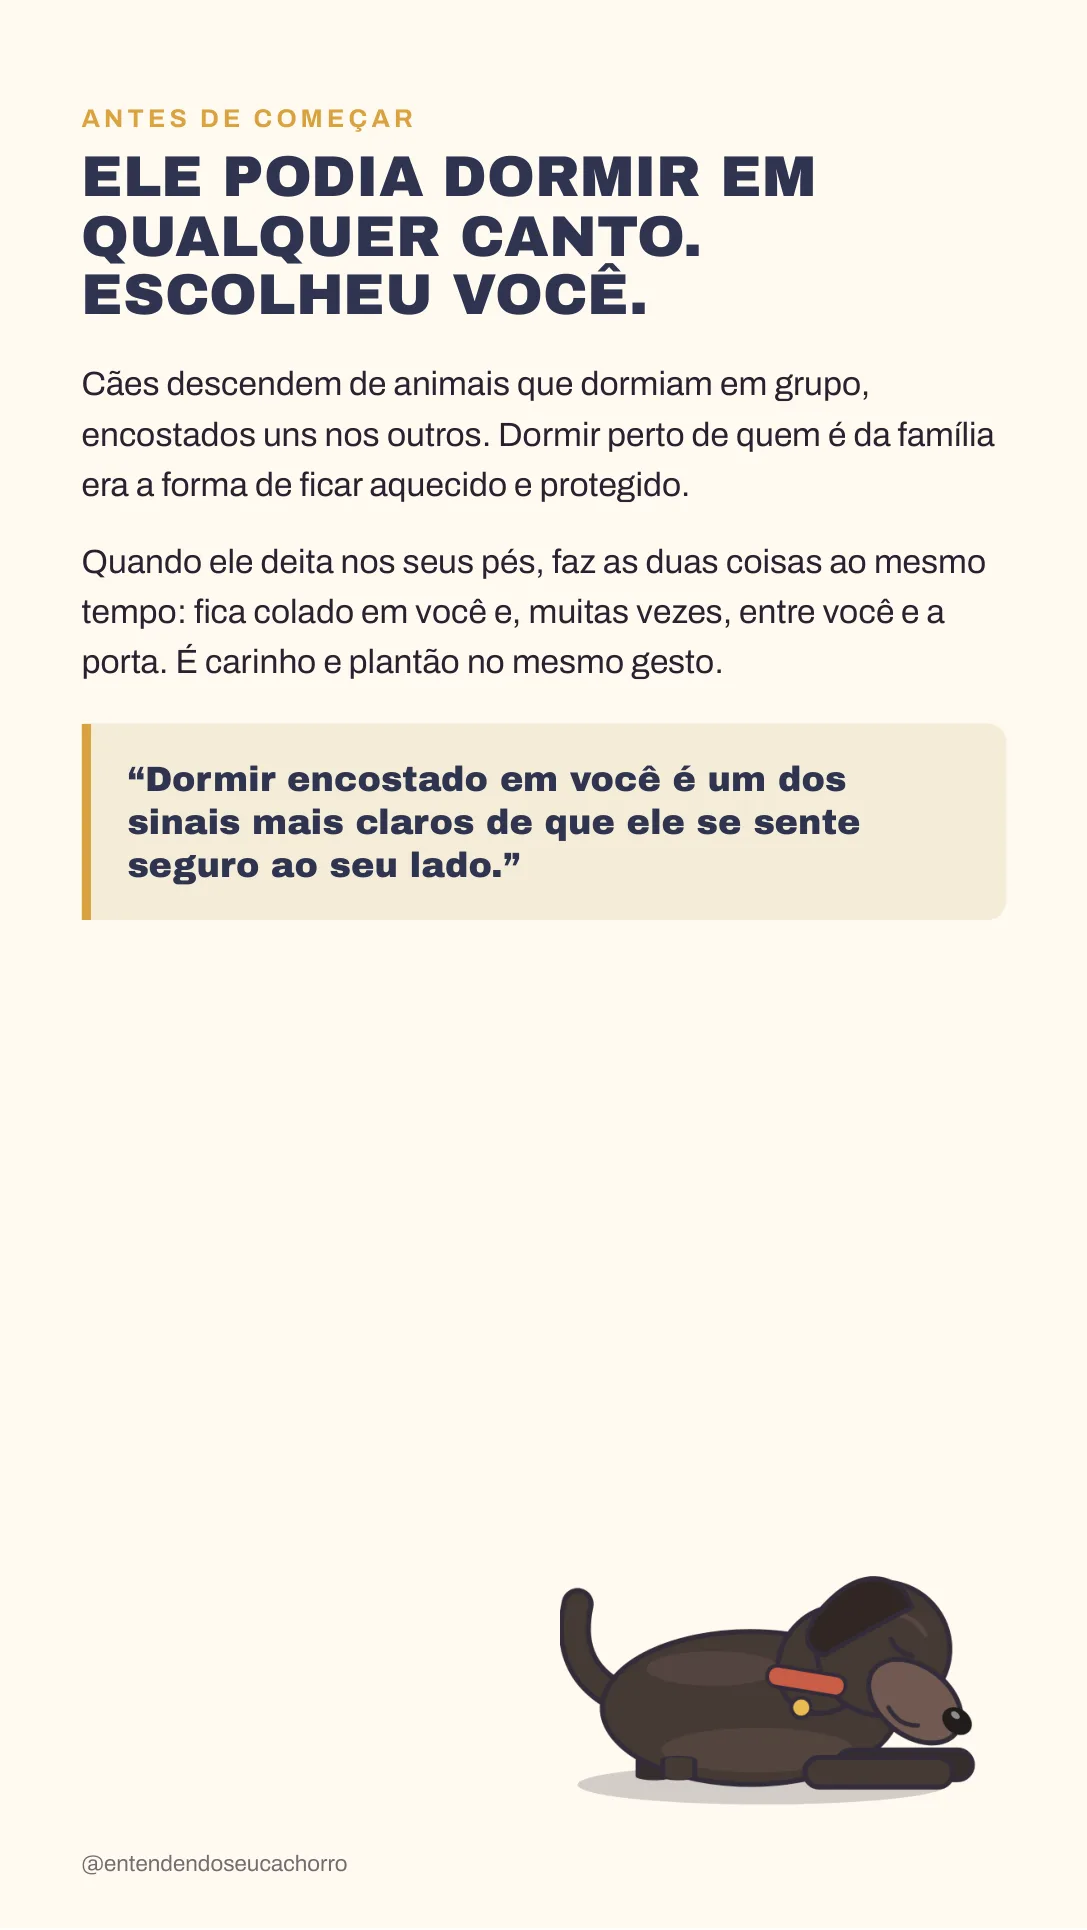 ANTES DE COMEÇAR
ELE PODIA DORMIR EM
QUALQUER CANTO.
ESCOLHEU VOCÊ.
Cães descendem de animais que dormiam em grupo,
encostados uns nos outros. Dormir perto de quem é da família
era a forma de ficar aquecido e protegido.
Quando ele deita nos seus pés, faz as duas coisas ao mesmo
tempo: fica colado em você e, muitas vezes, entre você e a
porta. É carinho e plantão no mesmo gesto.
“Dormir encostado em você é um dos
sinais mais claros de que ele se sente
seguro ao seu lado.”
@entendendoseucachorro